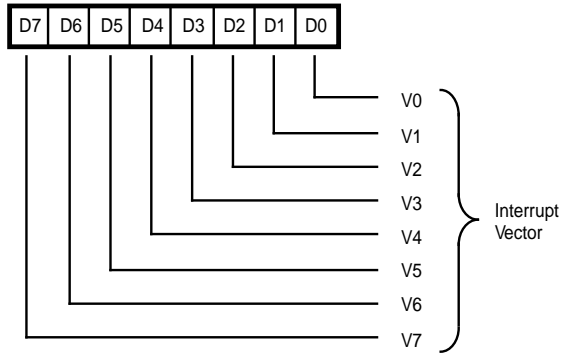 D7 D6 D5 D4 D3 D2 D1 D0
V0
V1
V2
V3
V4
V5
V6
V7
Interrupt
Vector